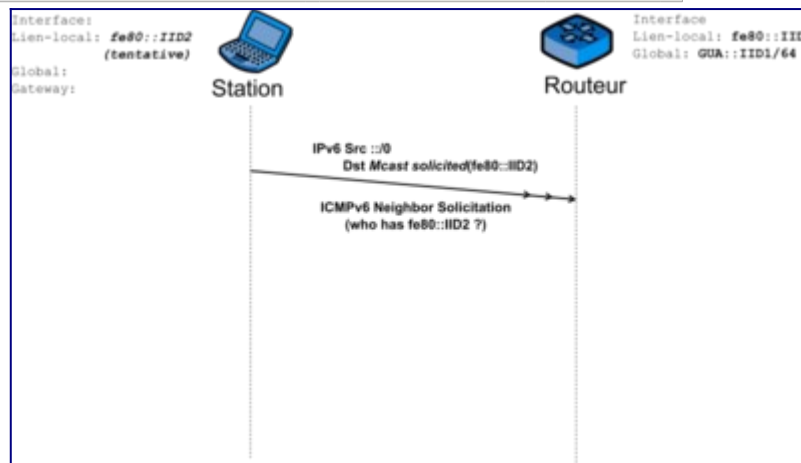 Interface:
Lien-local: fe80::IID2
(tentative)
Global:
Gateway:
Station
Interface
Lien-local: fe80::IID
Global: GUA::IID1/64
Routeur
IPv6 Src ::/0
Dst Mcast solicited(fe80::IID2)
ICMPv6 Neighbor Solicitation
(who has fe80::IID2 ?)